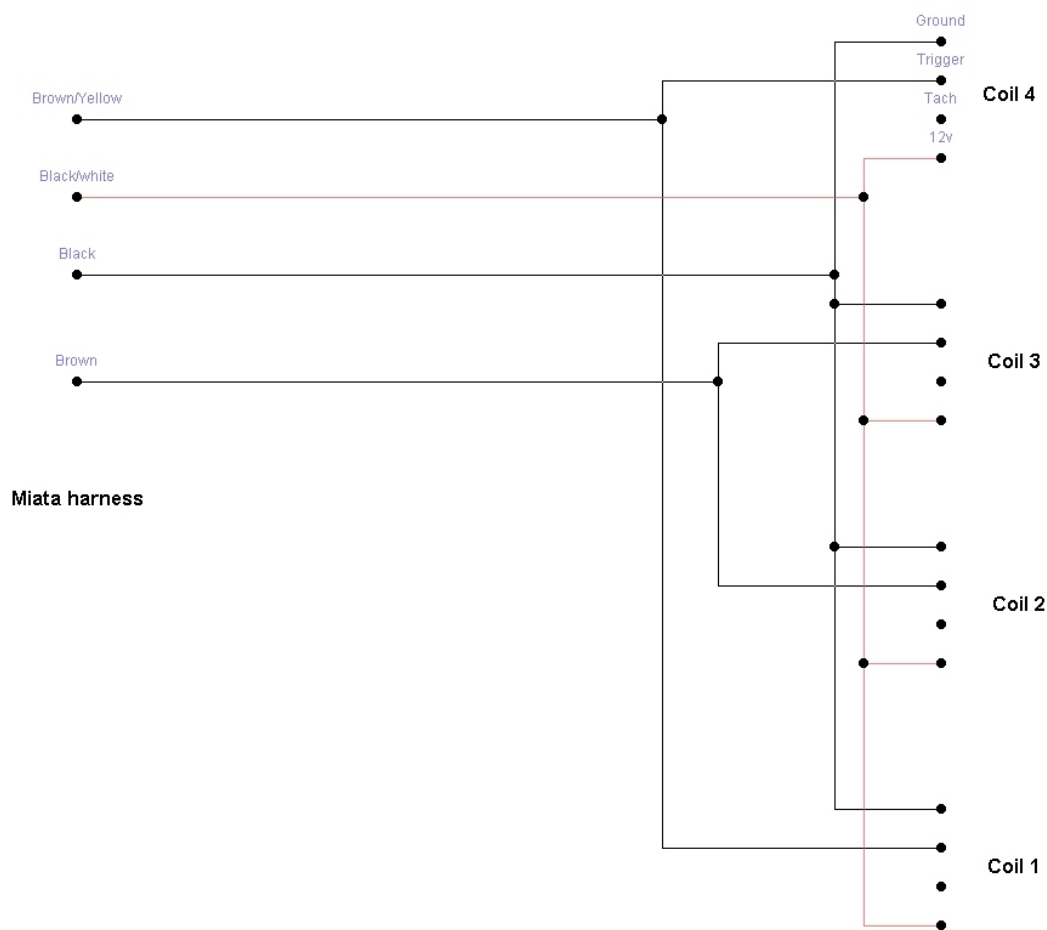 Ground
Trigger
Coil 4
Brown/Yellow
Tach
12v
Black/white
Black
Brown
Coil 3
Miata harness
Coil 2
Coil 1